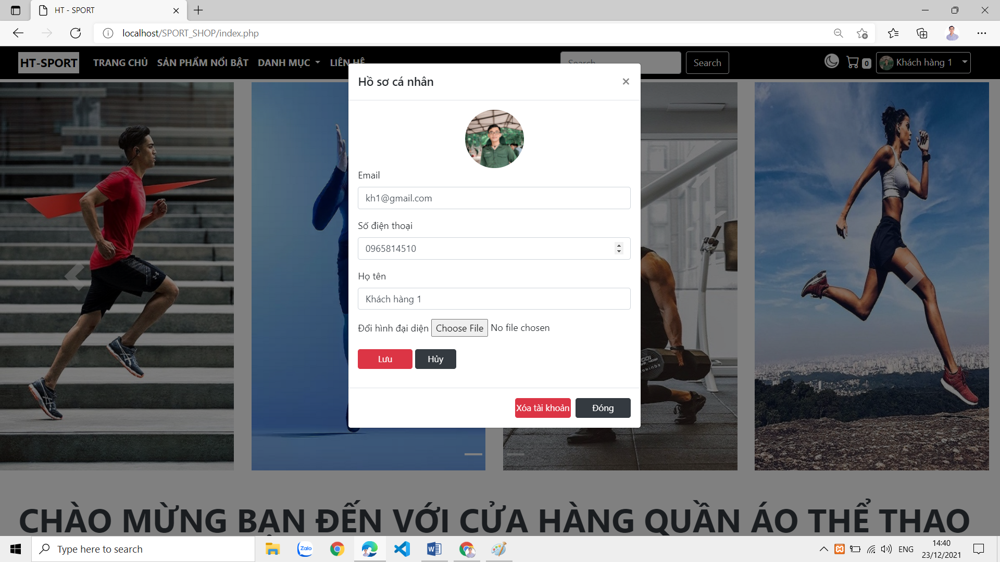 HT - SPORT
localhost/SPORT_SHOP/index.php
HT-SPORT TRANG CHỦ SẢN PHẨM NỔI BẬT DANH MỤC LIÊN HỆ Search Search 0 Khách hàng 1
Hồ sơ cá nhân ×
Email
kh1@gmail.com
Số điện thoại
0965814510
Họ tên
Khách hàng 1
Đổi hình đại diện Choose File No file chosen
Lưu Hủy
Xóa tài khoản Đóng
CHÀO MỪNG BẠN ĐẾN VỚI CỬA HÀNG QUẦN ÁO THỂ THAO
Type here to search Zalo ENG 14:40
23/12/2021